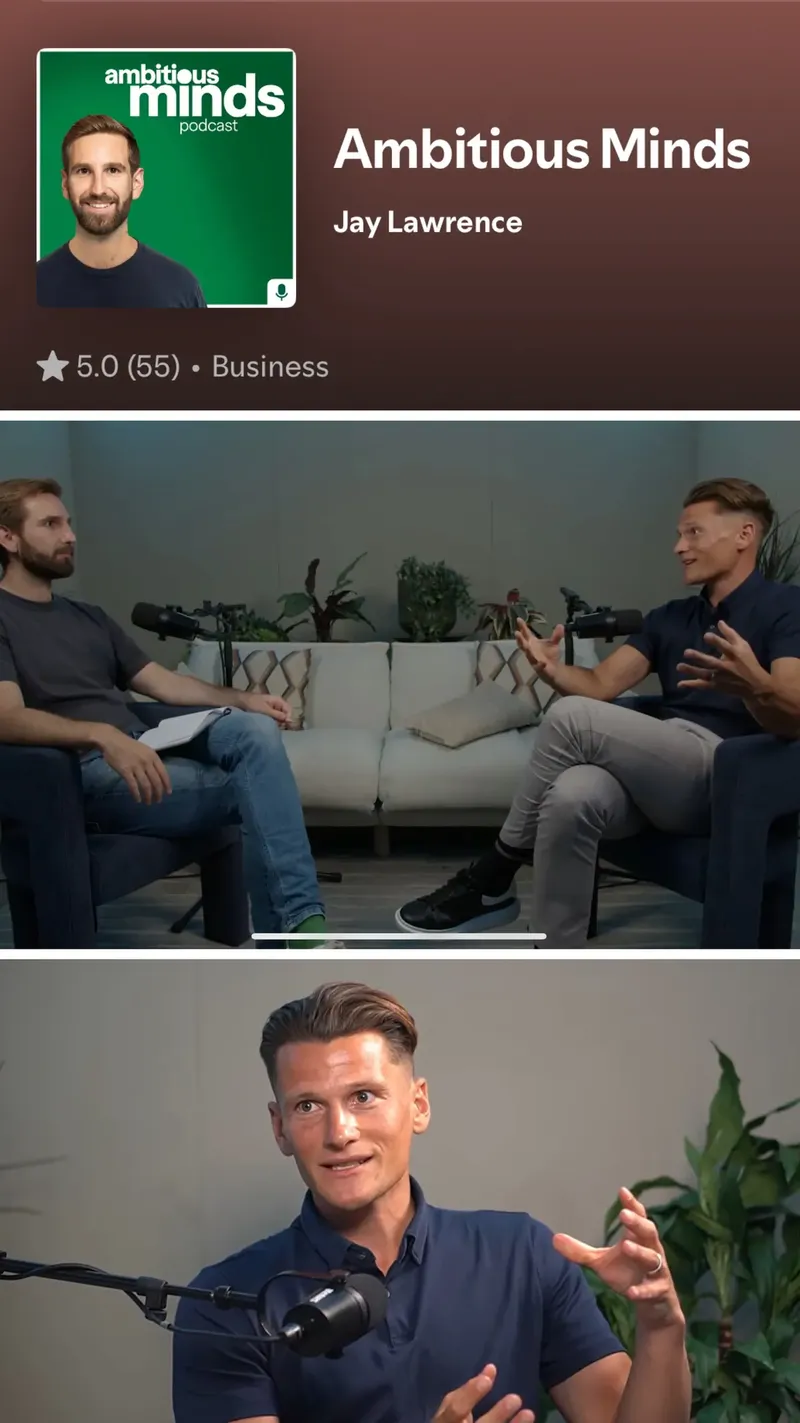 ambitious
minds
podcast
Ambitious Minds
Jay Lawrence
5.0 (55) • Business